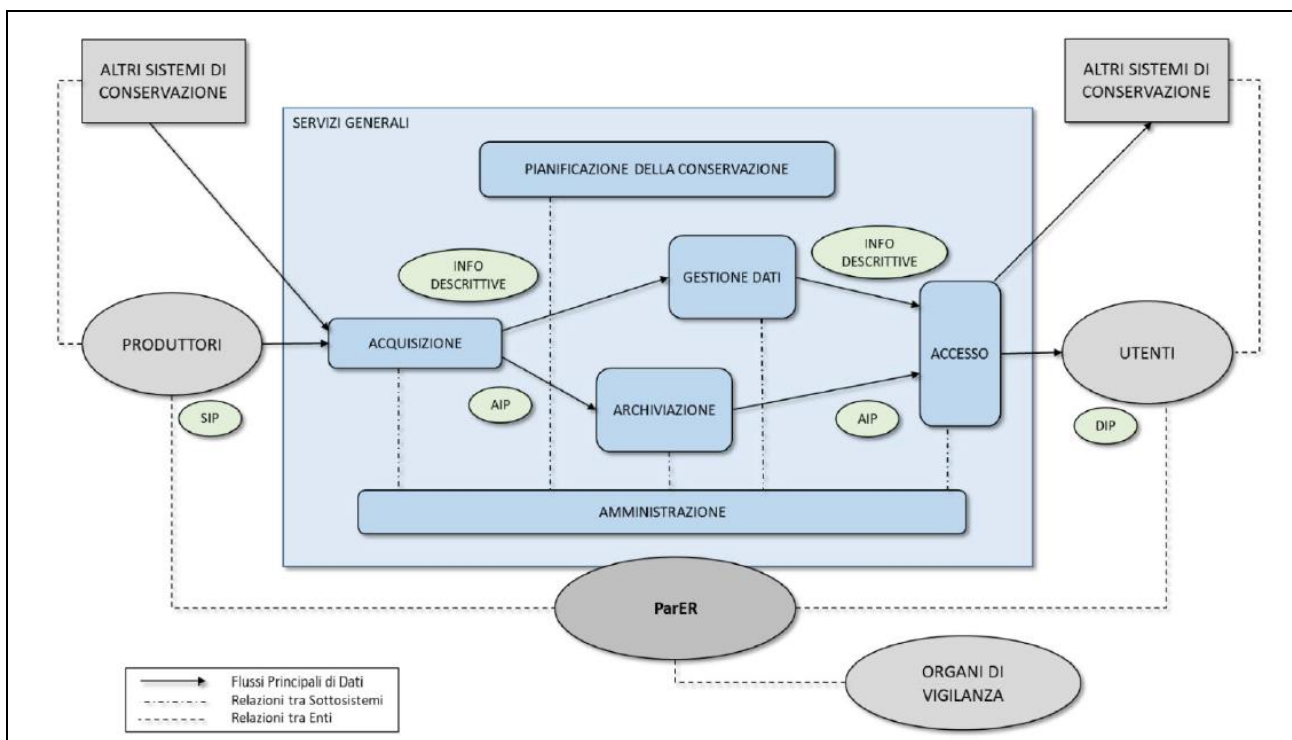 ALTRI SISTEMI DI
CONSERVAZIONE
ALTRI SISTEMI DI
CONSERVAZIONE
SERVIZI GENERALI
PIANIFICAZIONE DELLA CONSERVAZIONE
INFO
DESCRITTIVE
GESTIONE DATI
INFO
DESCRITTIVE
PRODUTTORI
ACQUISIZIONE
ACCESSO
UTENTI
SIP
AIP
ARCHIVIAZIONE
AIP
DIP
AMMINISTRAZIONE
ParER
ORGANI DI
VIGILANZA
Flussi Principali di Dati
Relazioni tra Sottosistemi
Relazioni tra Enti